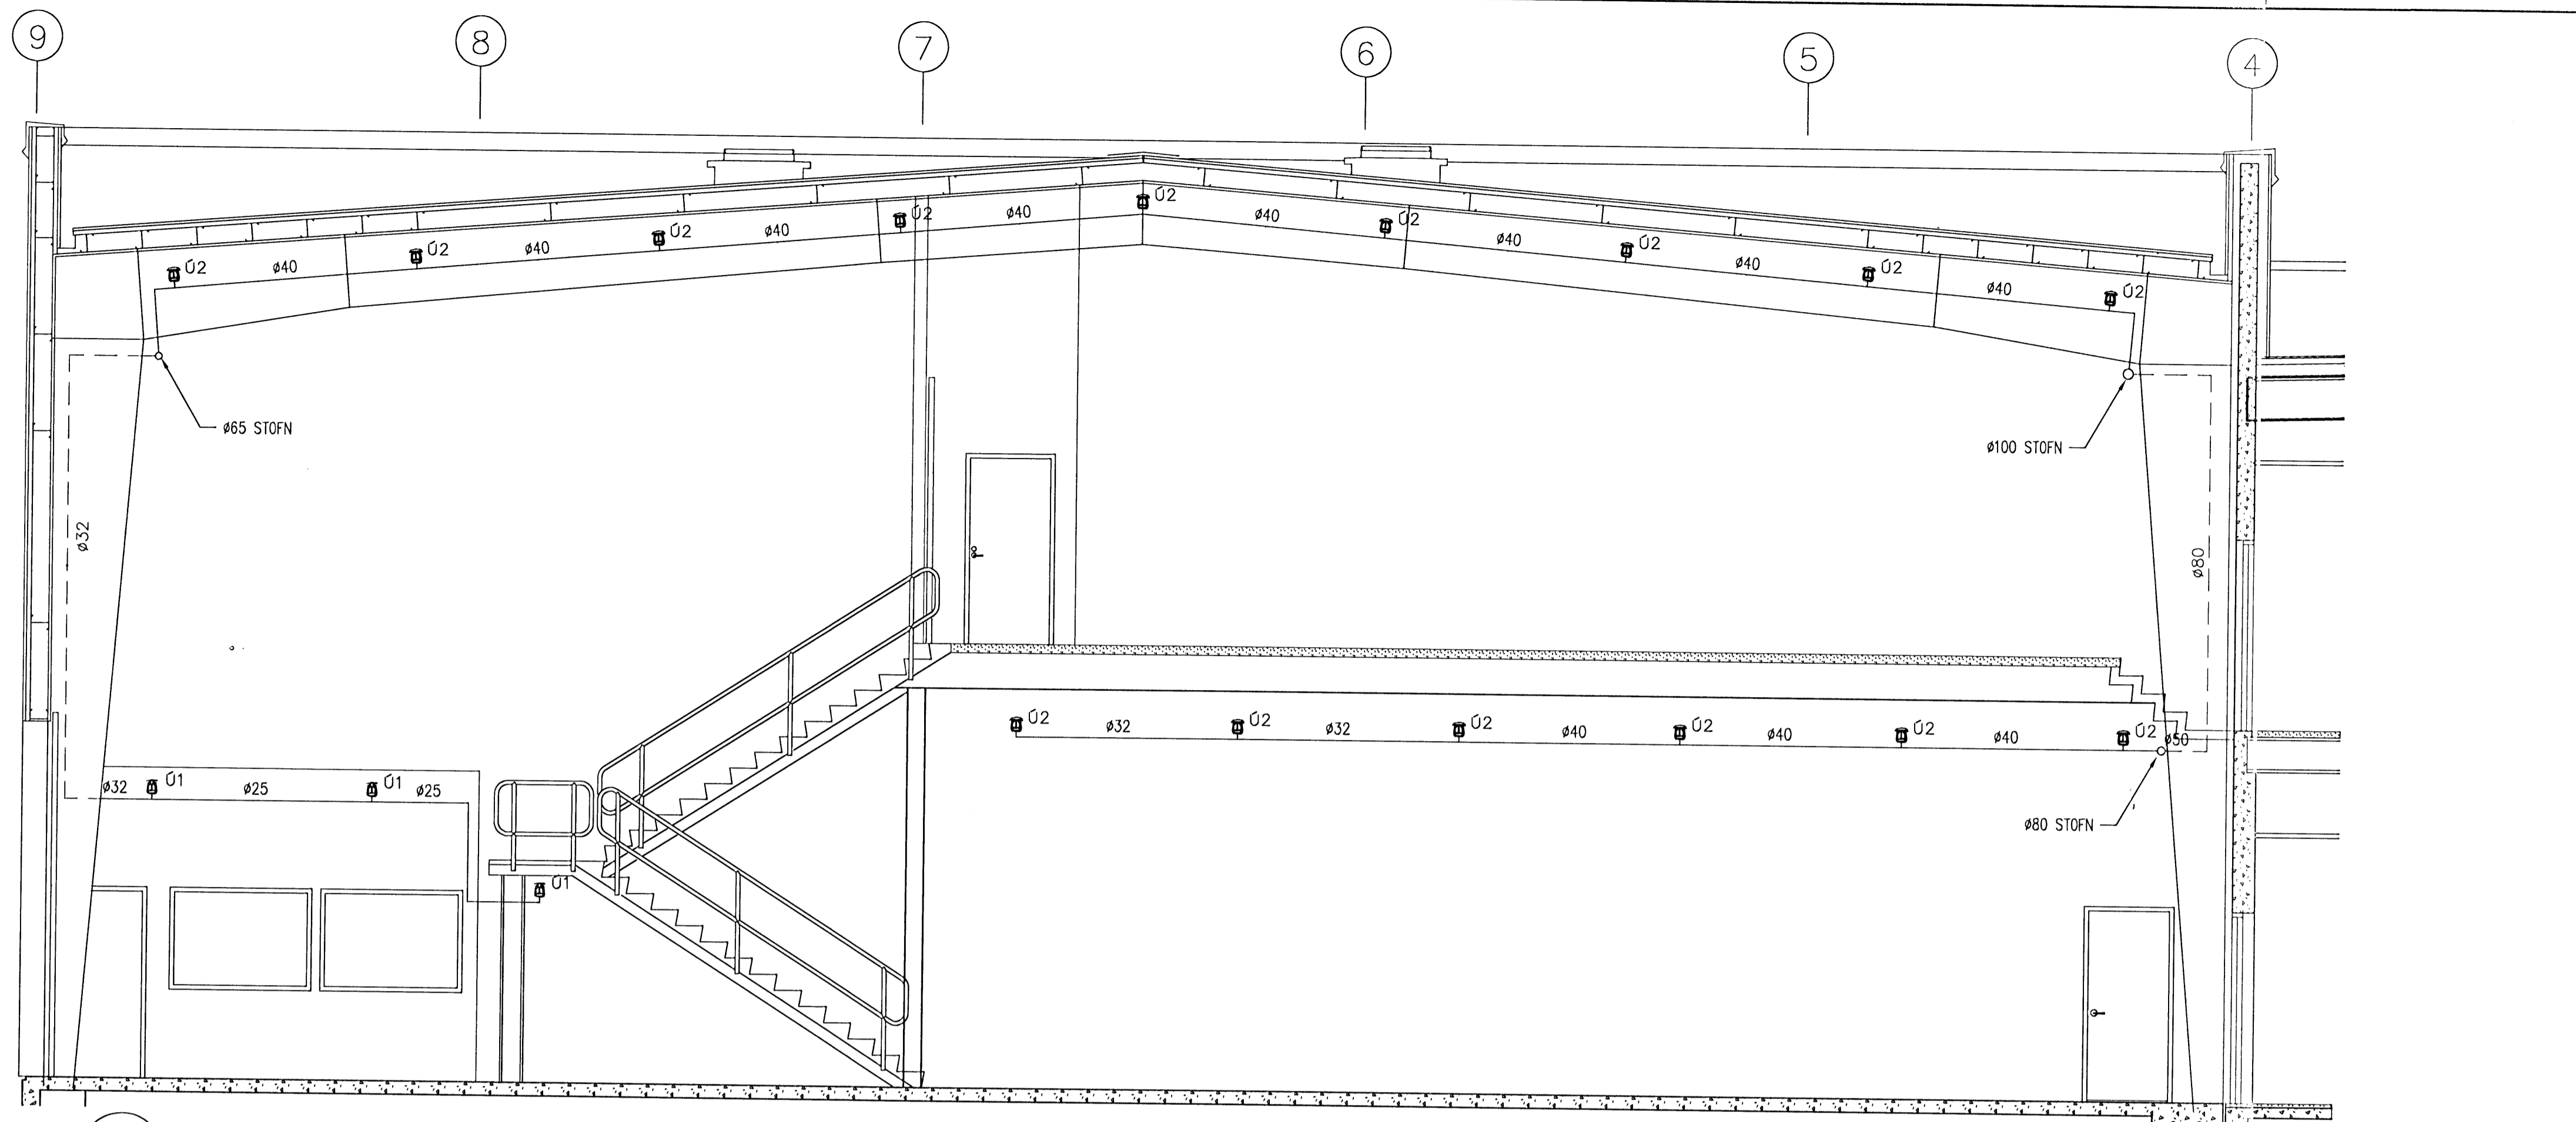 9 8 7 6 5 4
Ú2 ø40 Ú2 ø40 Ú2 ø40 Ú2 ø40 Ú2 ø40 Ú2 ø40 Ú2 ø40 Ú2 ø40 Ú2
ø65 STOFN
ø100 STOFN
ø32
ø80
Ú2 ø32 Ú2 ø32 Ú2 ø40 Ú2 ø40 Ú2 ø40 Ú2 ø50
ø32 Ú1 ø25 Ú1 ø25
ø80 STOFN
Ú1